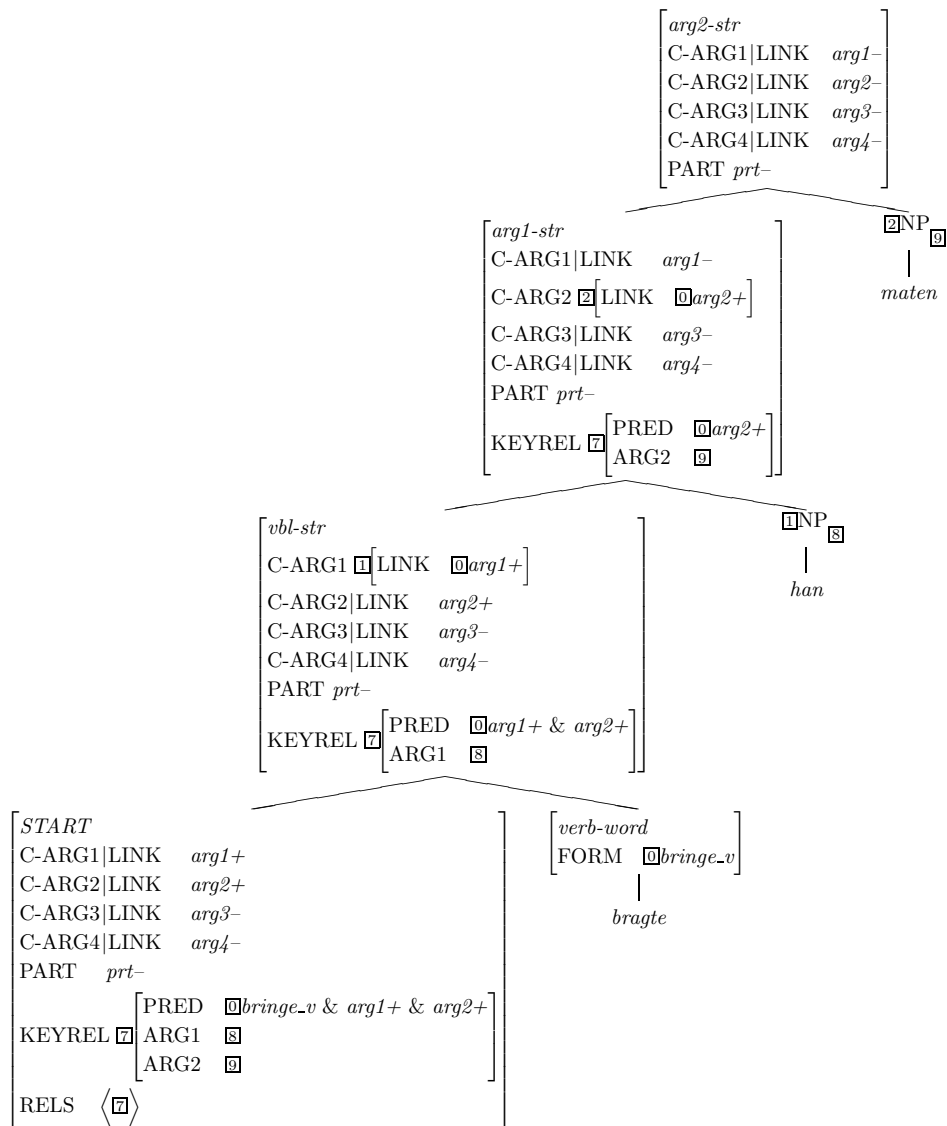 arg2-str
C-ARG1|LINK arg1–
C-ARG2|LINK arg2–
C-ARG3|LINK arg3–
C-ARG4|LINK arg4–
PART prt–
2 NP 9
maten
arg1-str
C-ARG1|LINK arg1–
C-ARG2 2 [LINK 0 arg2+]
C-ARG3|LINK arg3–
C-ARG4|LINK arg4–
PART prt–
KEYREL 7 [PRED 0 arg2+
ARG2 9]
1 NP 8
han
vbl-str
C-ARG1 1 [LINK 0 arg1+]
C-ARG2|LINK arg2+
C-ARG3|LINK arg3–
C-ARG4|LINK arg4–
PART prt–
KEYREL 7 [PRED 0 arg1+ & arg2+
ARG1 8]
START
C-ARG1|LINK arg1+
C-ARG2|LINK arg2+
C-ARG3|LINK arg3–
C-ARG4|LINK arg4–
PART prt–
KEYREL 7 [PRED 0 bringe_v & arg1+ & arg2+
ARG1 8
ARG2 9]
RELS ⟨7⟩
verb-word
FORM 0 bringe_v
bragte